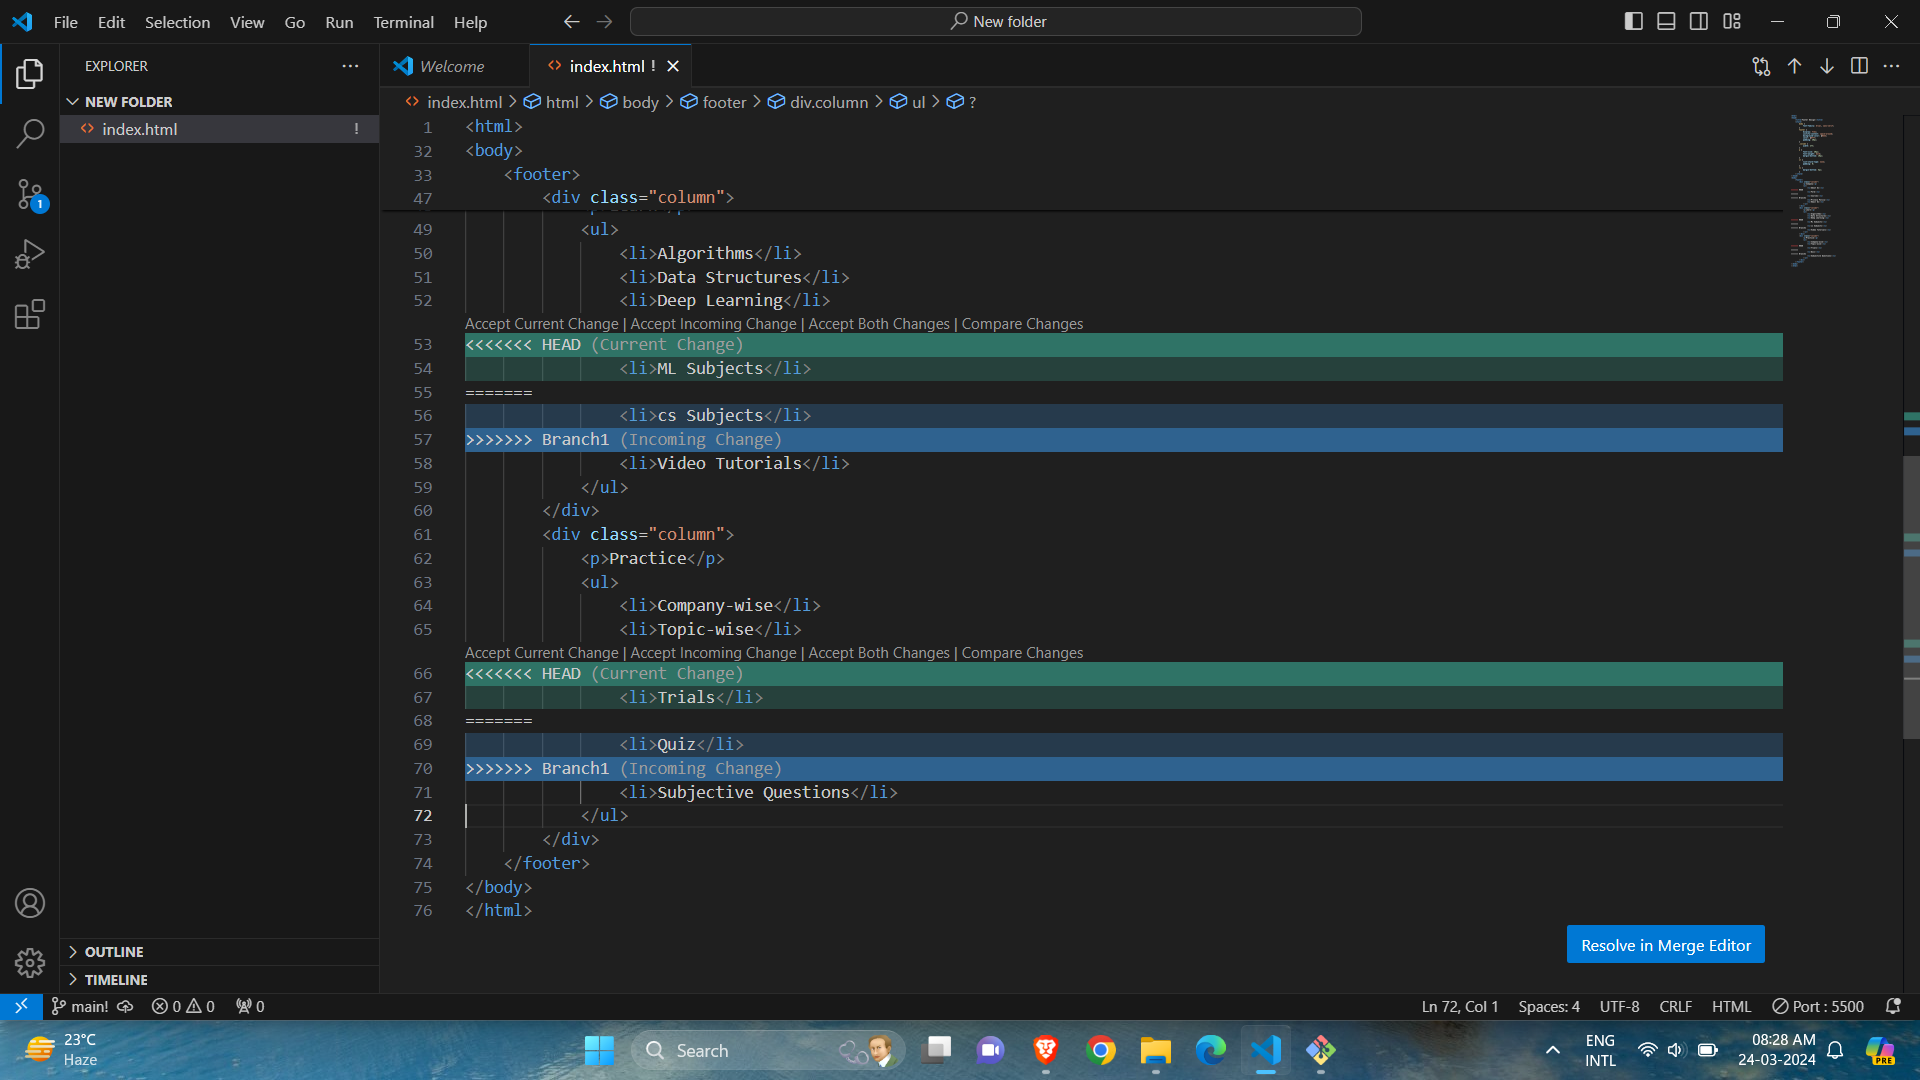 File Edit Selection View Go Run Terminal Help
New folder
EXPLORER
Welcome
index.html !
NEW FOLDER
index.html !
index.html > html > body > footer > div.column > ul > ?
1 <html>
32 <body>
33 <footer>
47 <div class="column">
49 <ul>
50 <li>Algorithms</li>
51 <li>Data Structures</li>
52 <li>Deep Learning</li>
Accept Current Change | Accept Incoming Change | Accept Both Changes | Compare Changes
53 <<<<<<< HEAD (Current Change)
54 <li>ML Subjects</li>
55 =======
56 <li>cs Subjects</li>
57 >>>>>>> Branch1 (Incoming Change)
58 <li>Video Tutorials</li>
59 </ul>
60 </div>
61 <div class="column">
62 <p>Practice</p>
63 <ul>
64 <li>Company-wise</li>
65 <li>Topic-wise</li>
Accept Current Change | Accept Incoming Change | Accept Both Changes | Compare Changes
66 <<<<<<< HEAD (Current Change)
67 <li>Trials</li>
68 =======
69 <li>Quiz</li>
70 >>>>>>> Branch1 (Incoming Change)
71 <li>Subjective Questions</li>
72 </ul>
73 </div>
74 </footer>
75 </body>
76 </html>
1
OUTLINE
TIMELINE
Resolve in Merge Editor
main! 0 0 0
Ln 72, Col 1 Spaces: 4 UTF-8 CRLF HTML Port : 5500
23°C
Haze
Search
ENG
INTL
08:28 AM
24-03-2024
PRE